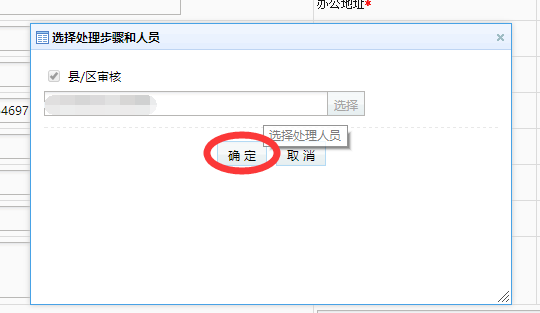 办公地址*
选择处理步骤和人员
县/区审核
选择
4697
选择处理人员
确 定
取 消